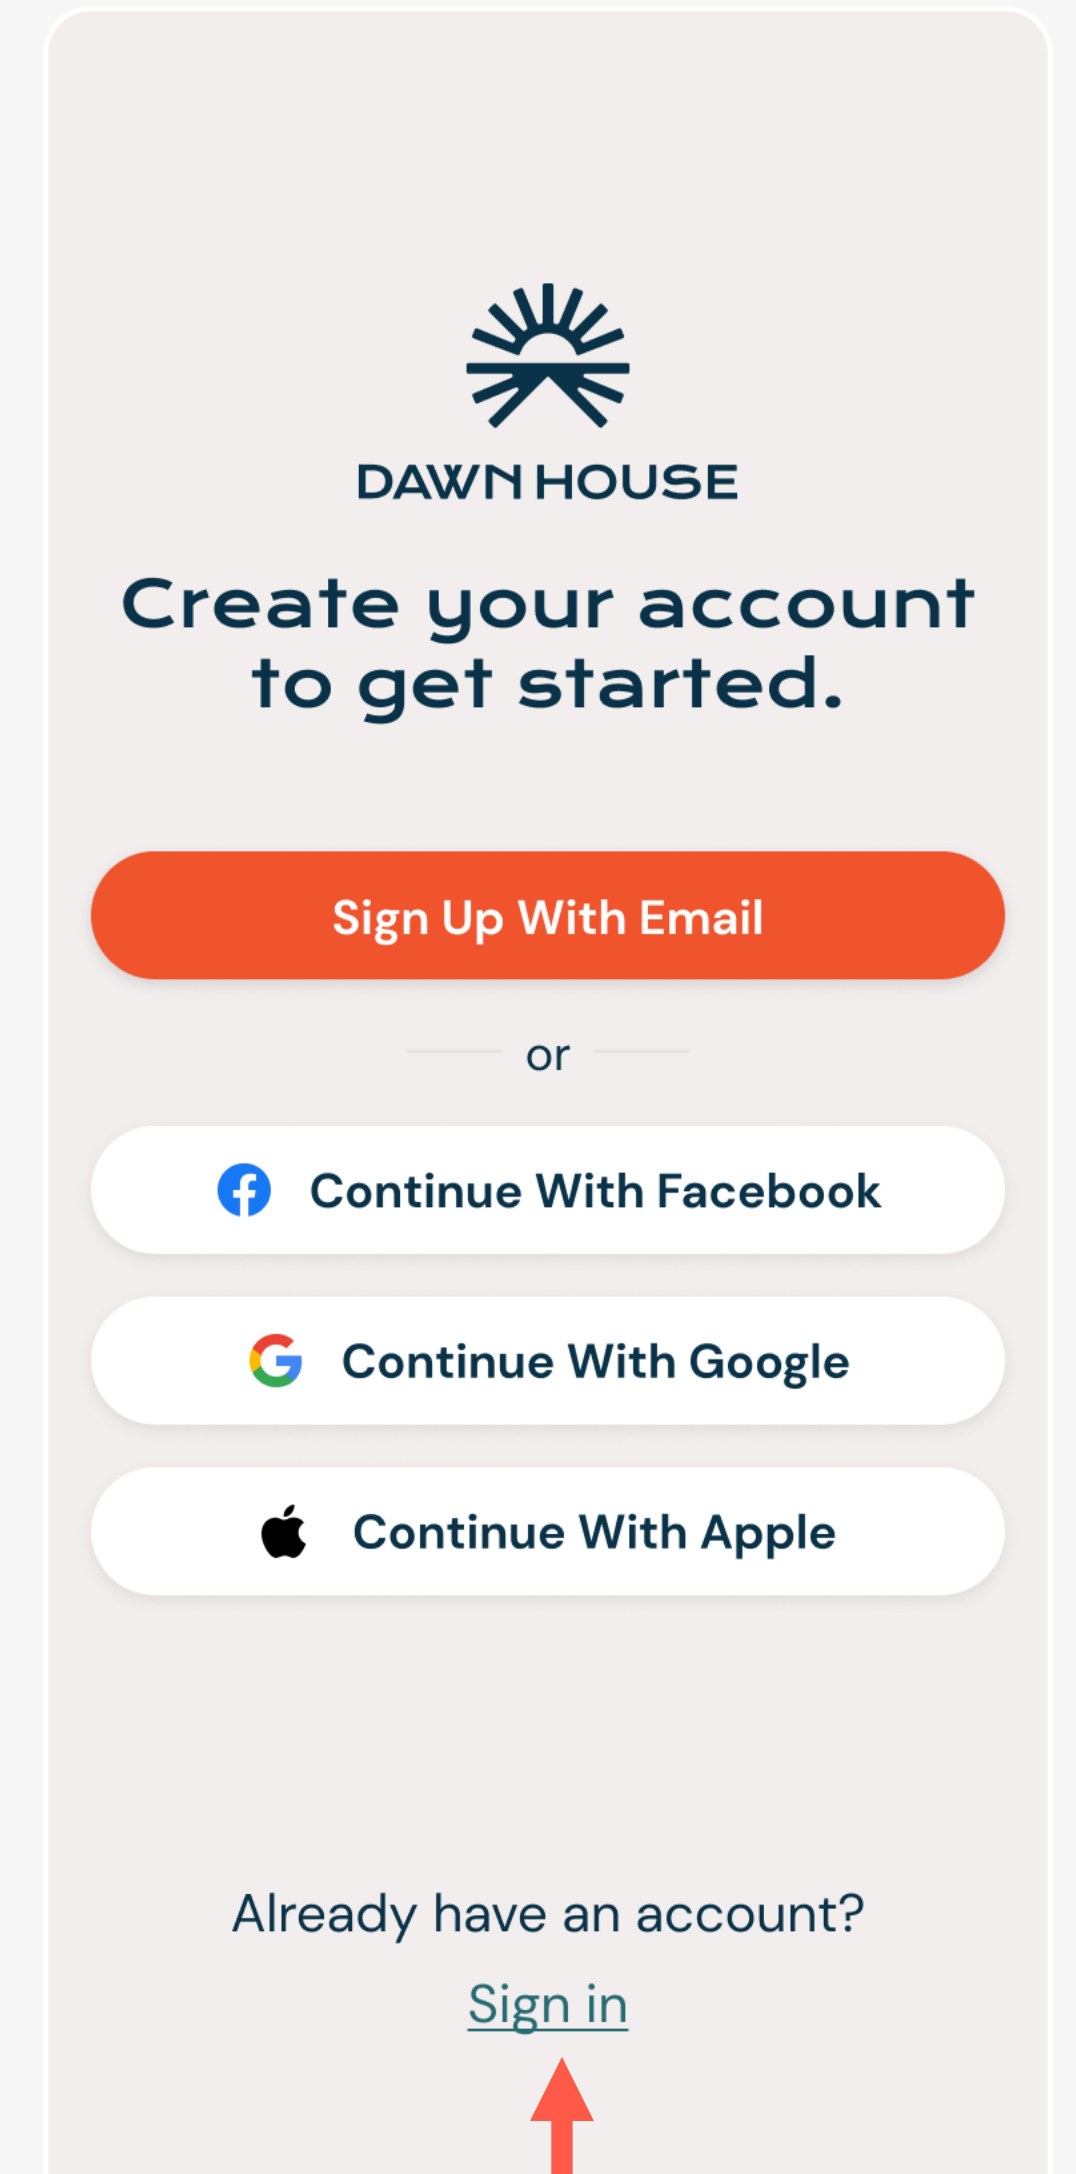 DAWN HOUSE
Create your account
to get started.
Sign Up With Email
or
Continue With Facebook
Continue With Google
Continue With Apple
Already have an account?
Sign in